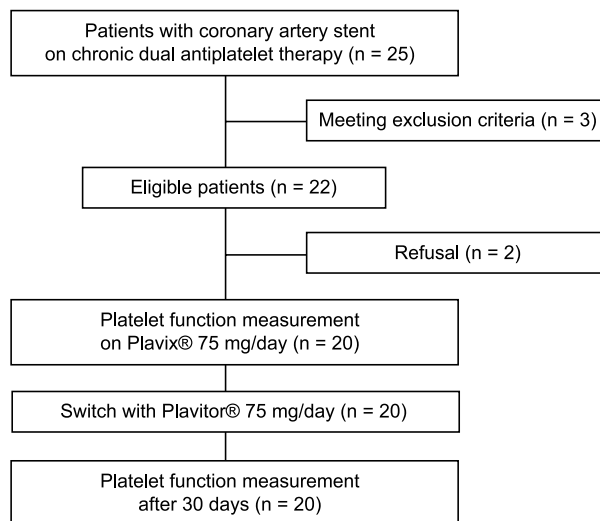 Patients with coronary artery stent
on chronic dual antiplatelet therapy (n = 25)
Meeting exclusion criteria (n = 3)
Eligible patients (n = 22)
Refusal (n = 2)
Platelet function measurement
on Plavix® 75 mg/day (n = 20)
Switch with Plavitor® 75 mg/day (n = 20)
Platelet function measurement
after 30 days (n = 20)